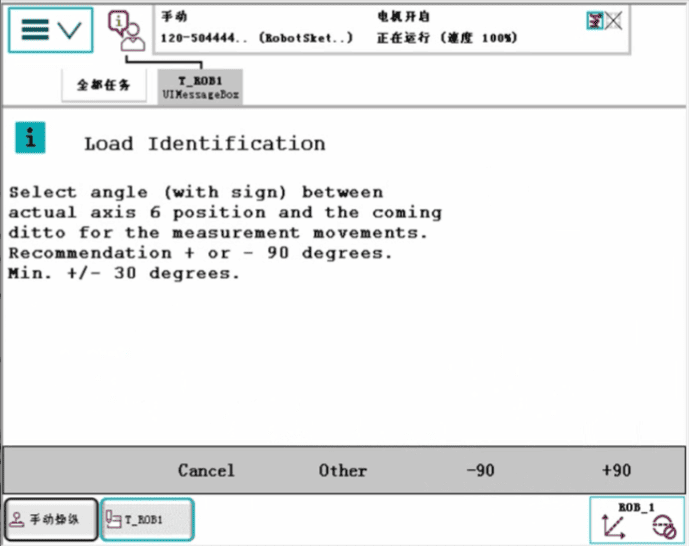 手动
电机开启
120-504444.. (RobotSket..)
正在运行 (速度 100%)
全部任务
T_ROB1
UIMessageBox
i
Load Identification
Select angle (with sign) between
actual axis 6 position and the coming
ditto for the measurement movements.
Recommendation + or - 90 degrees.
Min. +/- 30 degrees.
Cancel
Other
-90
+90
手动操纵
T_ROB1
ROB_1